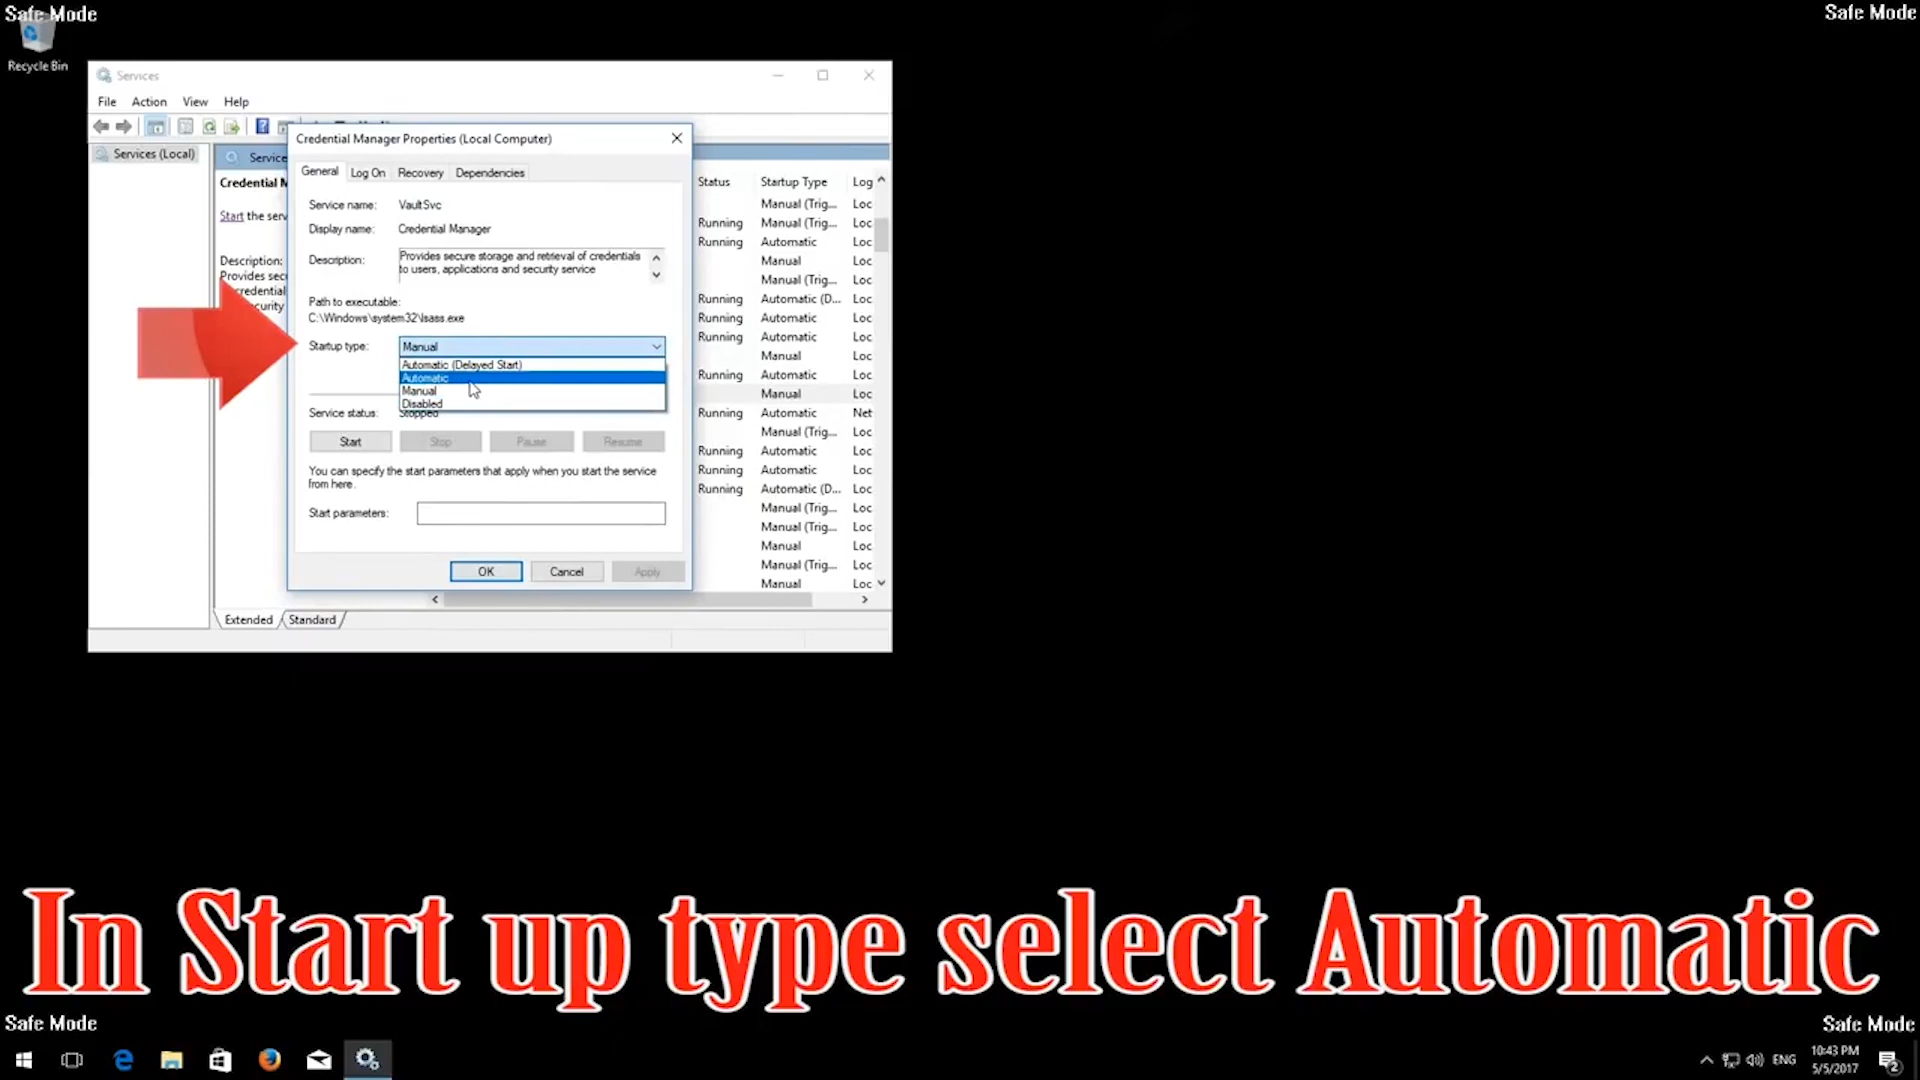 Safe Mode
Safe Mode
Recycle Bin
Services
File Action View Help
Credential Manager Properties (Local Computer)
Services (Local)
General Log On Recovery Dependencies
Credential
Start the
Service name: VaultSvc
Display name: Credential Manager
Description: Provides secure storage and retrieval of credentials
to users, applications and security service
Description:
Provides
credential
Path to executable:
C:\Windows\system32\lsass.exe
Startup type: Manual
Automatic (Delayed Start)
Automatic
Manual
Disabled
Service status: Stopped
Start Stop Pause Resume
You can specify the start parameters that apply when you start the service
from here.
Start parameters:
OK Cancel Apply
Status Startup Type Log
Manual (Trig... Loc
Running Manual (Trig... Loc
Running Automatic Loc
Manual Loc
Manual (Trig... Loc
Running Automatic (D... Loc
Running Automatic Loc
Running Automatic Loc
Manual Loc
Running Automatic Loc
Manual Loc
Running Automatic Net
Manual (Trig... Loc
Running Automatic Loc
Running Automatic Loc
Running Automatic (D... Loc
Manual (Trig... Loc
Manual (Trig... Loc
Manual Loc
Manual (Trig... Loc
Manual Loc
Extended Standard
In Start up type select Automatic
Safe Mode
Safe Mode
ENG
10:43 PM
5/5/2017
2